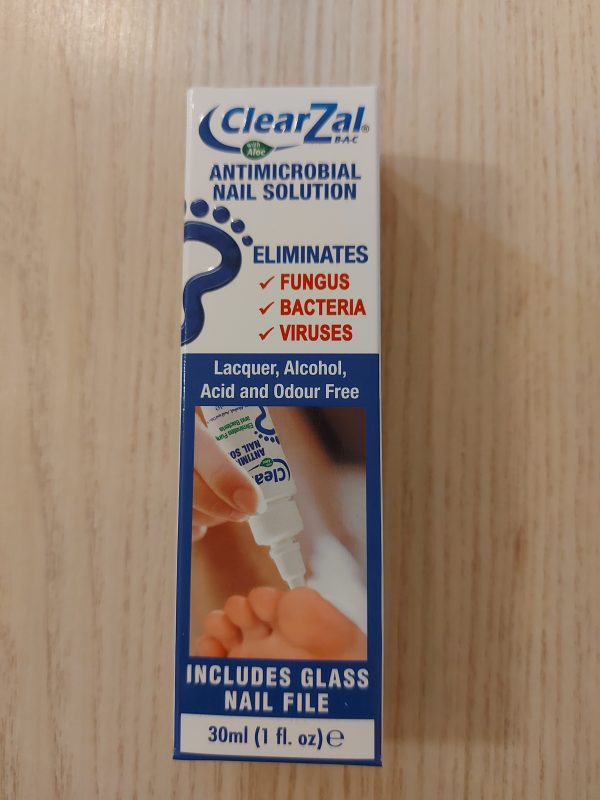 ClearZal®
B·A·C
with
Aloe
ANTIMICROBIAL
NAIL SOLUTION
ELIMINATES
✓ FUNGUS
✓ BACTERIA
✓ VIRUSES
Lacquer, Alcohol,
Acid and Odour Free
INCLUDES GLASS
NAIL FILE
30ml (1 fl. oz) ℮